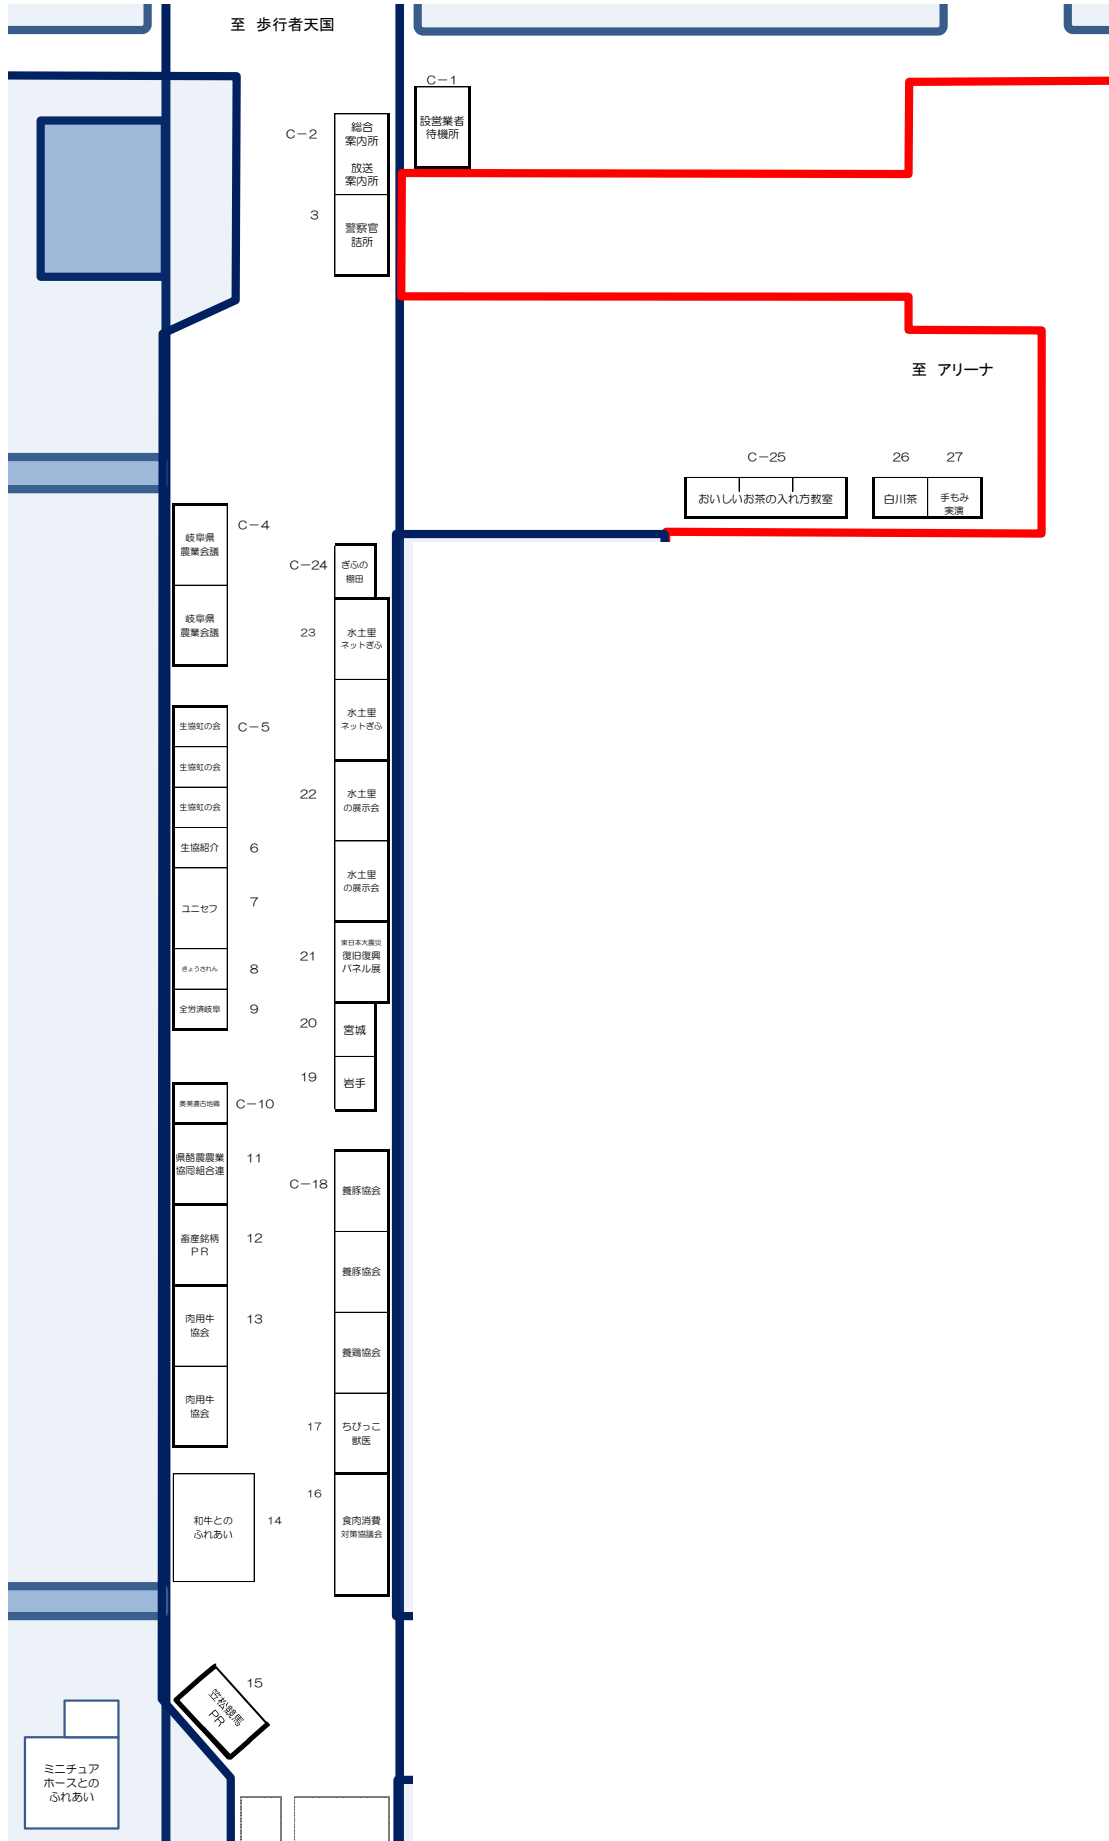 至 歩行者天国
C-1
設営業者
待機所
C-2
総合
案内所
放送
案内所
3
警察官
詰所
至 アリーナ
C-25
おいしいお茶の入れ方教室
26
白川茶
27
手もみ
実演
C-4
岐阜県
農業会議
岐阜県
農業会議
C-24
ぎふの
棚田
23
水土里
ネットぎふ
水土里
ネットぎふ
C-5
生協虹の会
生協虹の会
生協虹の会
22
水土里
の展示会
水土里
の展示会
生協紹介
6
ユニセフ
7
きょうされん
8
全労済岐阜
9
21
東日本大震災
復旧復興
パネル展
20
宮城
19
岩手
奥美濃古地鶏
C-10
県酪農農業
協同組合連
11
畜産銘柄
PR
12
肉用牛
協会
13
肉用牛
協会
C-18
養豚協会
養豚協会
養鶏協会
17
ちびっこ
獣医
16
食肉消費
対策協議会
和牛との
ふれあい
14
15
笠松競馬
PR
ミニチュア
ホースとの
ふれあい